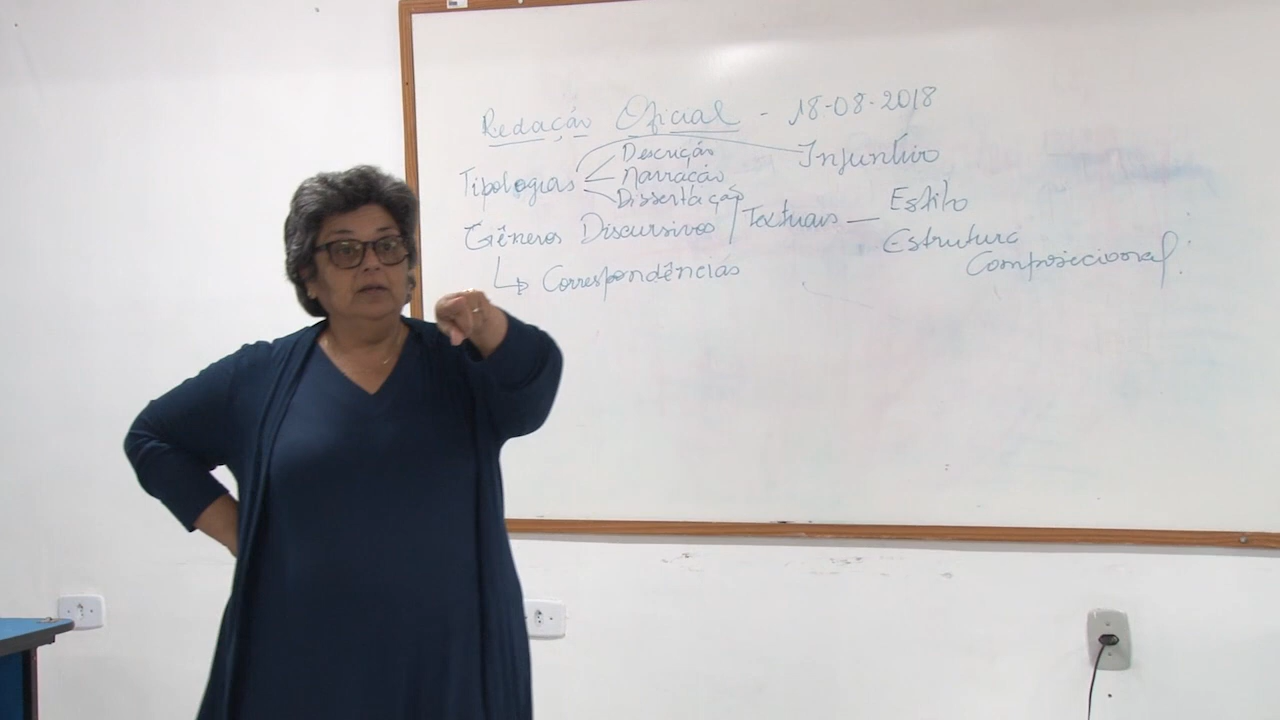 Redação Oficial - 18-08-2018
Tipologias
Descrição
Narração
Dissertação
Injuntivo
Gêneros Discursivos / Textuais — Estilo
Estrutura Composicional.
↳ Correspondências